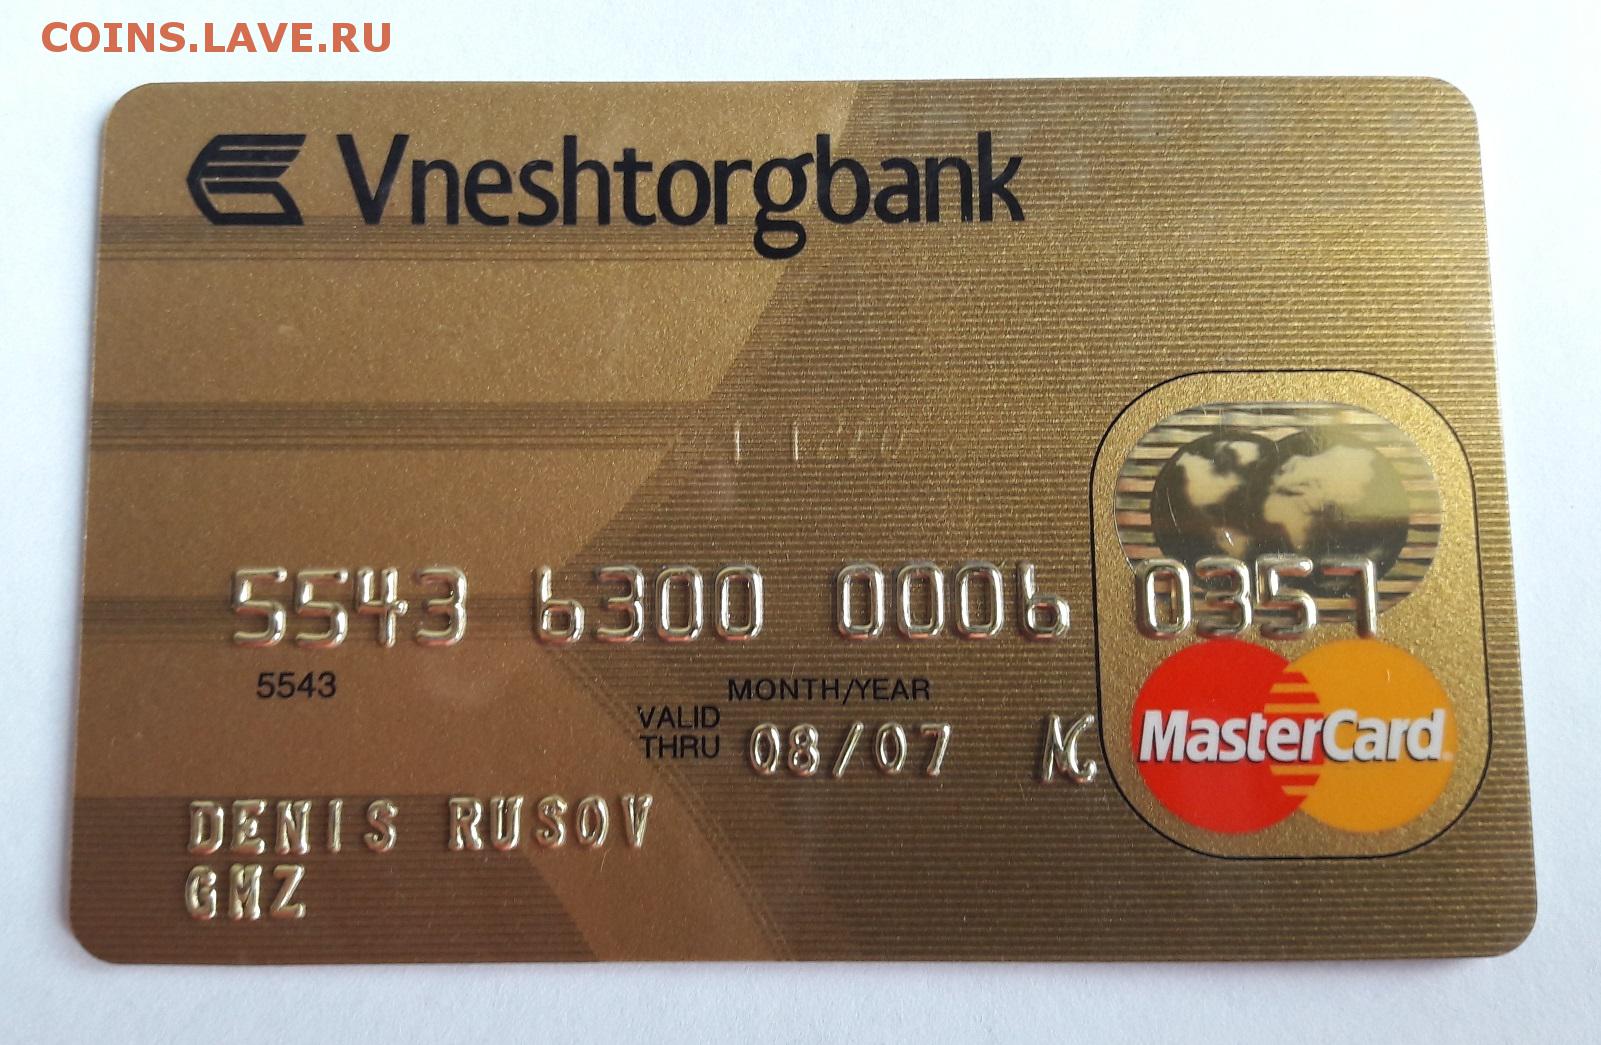 COINS.LAVE.RU
Vneshtorgbank
5543 6300 0006 0357
5543
MONTH/YEAR
VALID THRU 08/07 MC
MasterCard
DENIS RUSOV
GMZ